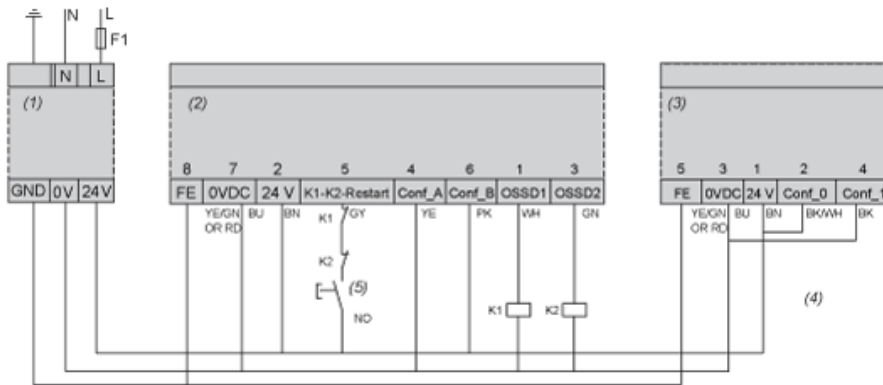 N L
F1
N L
(1) (2) (3)
8 7 2 5 4 6 1 3 5 3 1 2 4
GND 0V 24V FE 0VDC 24 V K1-K2-Restart Conf_A Conf_B OSSD1 OSSD2 FE 0VDC 24 V Conf_0 Conf_1
YE/GN BU BN K1 GY YE PK WH GN YE/GN BU BN BK/WH BK
OR RD OR RD
K2
(5) (4)
K1 K2
NO